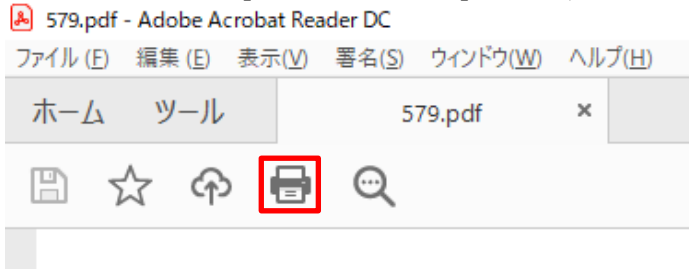 579.pdf - Adobe Acrobat Reader DC
ファイル (F) 編集 (E) 表示(V) 署名(S) ウィンドウ(W) ヘルプ(H)
ホーム ツール 579.pdf ×